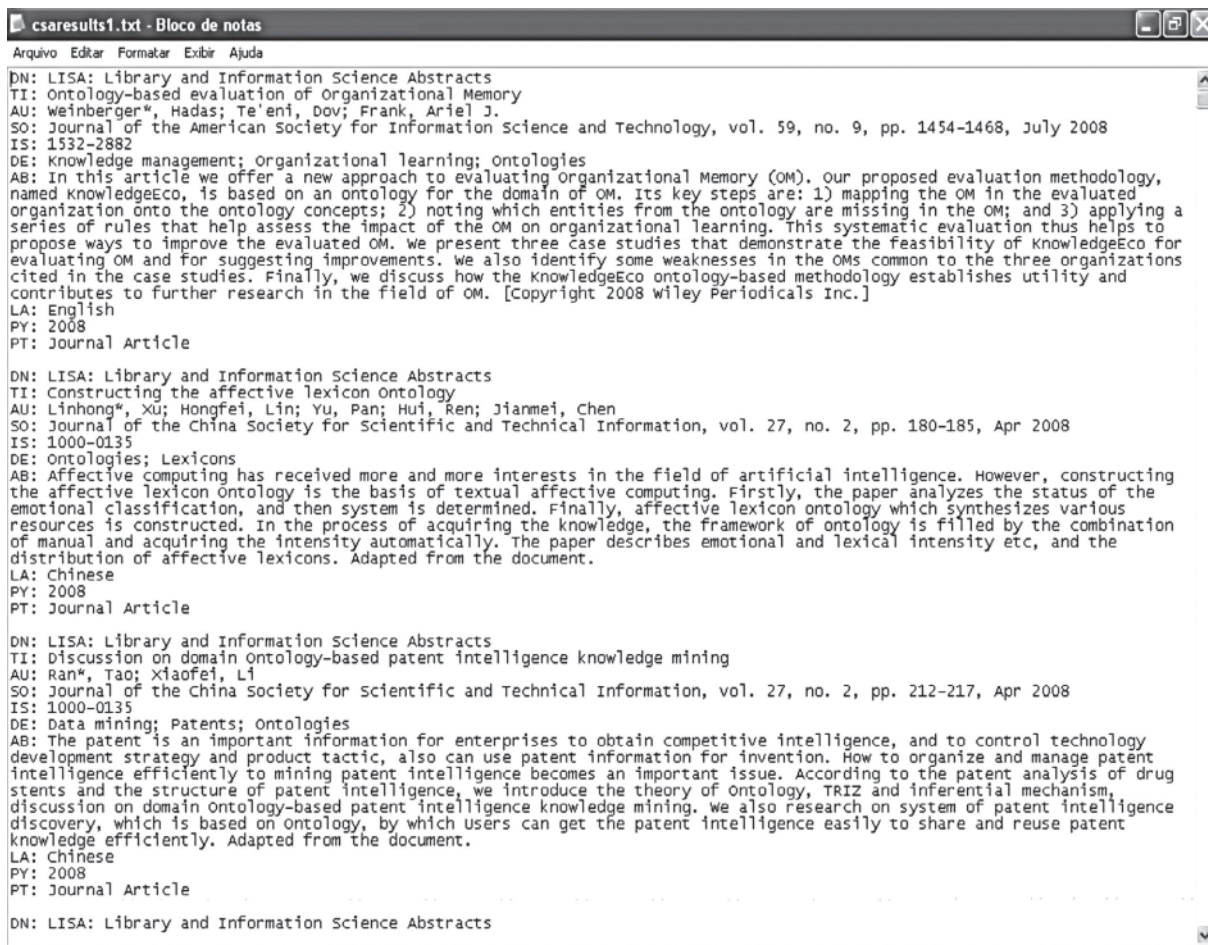 csaresults1.txt - Bloco de notas
Arquivo Editar Formatar Exibir Ajuda
DN: LISA: Library and Information Science Abstracts
TI: Ontology-based evaluation of Organizational Memory
AU: Weinberger*, Hadas; Te'eni, Dov; Frank, Ariel J.
SO: Journal of the American Society for Information Science and Technology, vol. 59, no. 9, pp. 1454-1468, July 2008
IS: 1532-2882
DE: Knowledge management; Organizational learning; Ontologies
AB: In this article we offer a new approach to evaluating Organizational Memory (OM). Our proposed evaluation methodology,
named KnowledgeEco, is based on an ontology for the domain of OM. Its key steps are: 1) mapping the OM in the evaluated
organization onto the ontology concepts; 2) noting which entities from the ontology are missing in the OM; and 3) applying a
series of rules that help assess the impact of the OM on organizational learning. This systematic evaluation thus helps to
propose ways to improve the evaluated OM. We present three case studies that demonstrate the feasibility of KnowledgeEco for
evaluating OM and for suggesting improvements. We also identify some weaknesses in the OMs common to the three organizations
cited in the case studies. Finally, we discuss how the KnowledgeEco ontology-based methodology establishes utility and
contributes to further research in the field of OM. [Copyright 2008 Wiley Periodicals Inc.]
LA: English
PY: 2008
PT: Journal Article
DN: LISA: Library and Information Science Abstracts
TI: Constructing the affective lexicon Ontology
AU: Linhong*, Xu; Hongfei, Lin; Yu, Pan; Hui, Ren; Jianmei, Chen
SO: Journal of the China Society for Scientific and Technical Information, vol. 27, no. 2, pp. 180-185, Apr 2008
IS: 1000-0135
DE: Ontologies; Lexicons
AB: Affective computing has received more and more interests in the field of artificial intelligence. However, constructing
the affective lexicon Ontology is the basis of textual affective computing. Firstly, the paper analyzes the status of the
emotional classification, and then system is determined. Finally, affective lexicon ontology which synthesizes various
resources is constructed. In the process of acquiring the knowledge, the framework of ontology is filled by the combination
of manual and acquiring the intensity automatically. The paper describes emotional and lexical intensity etc, and the
distribution of affective lexicons. Adapted from the document.
LA: Chinese
PY: 2008
PT: Journal Article
DN: LISA: Library and Information Science Abstracts
TI: Discussion on domain Ontology-based patent intelligence knowledge mining
AU: Ran*, Tao; Xiaofei, Li
SO: Journal of the China Society for Scientific and Technical Information, vol. 27, no. 2, pp. 212-217, Apr 2008
IS: 1000-0135
DE: Data mining; Patents; Ontologies
AB: The patent is an important information for enterprises to obtain competitive intelligence, and to control technology
development strategy and product tactic, also can use patent information for invention. How to organize and manage patent
intelligence efficiently to mining patent intelligence becomes an important issue. According to the patent analysis of drug
stents and the structure of patent intelligence, we introduce the theory of Ontology, TRIZ and inferential mechanism,
discussion on domain Ontology-based patent intelligence knowledge mining. We also research on system of patent intelligence
discovery, which is based on Ontology, by which Users can get the patent intelligence easily to share and reuse patent
knowledge efficiently. Adapted from the document.
LA: Chinese
PY: 2008
PT: Journal Article
DN: LISA: Library and Information Science Abstracts